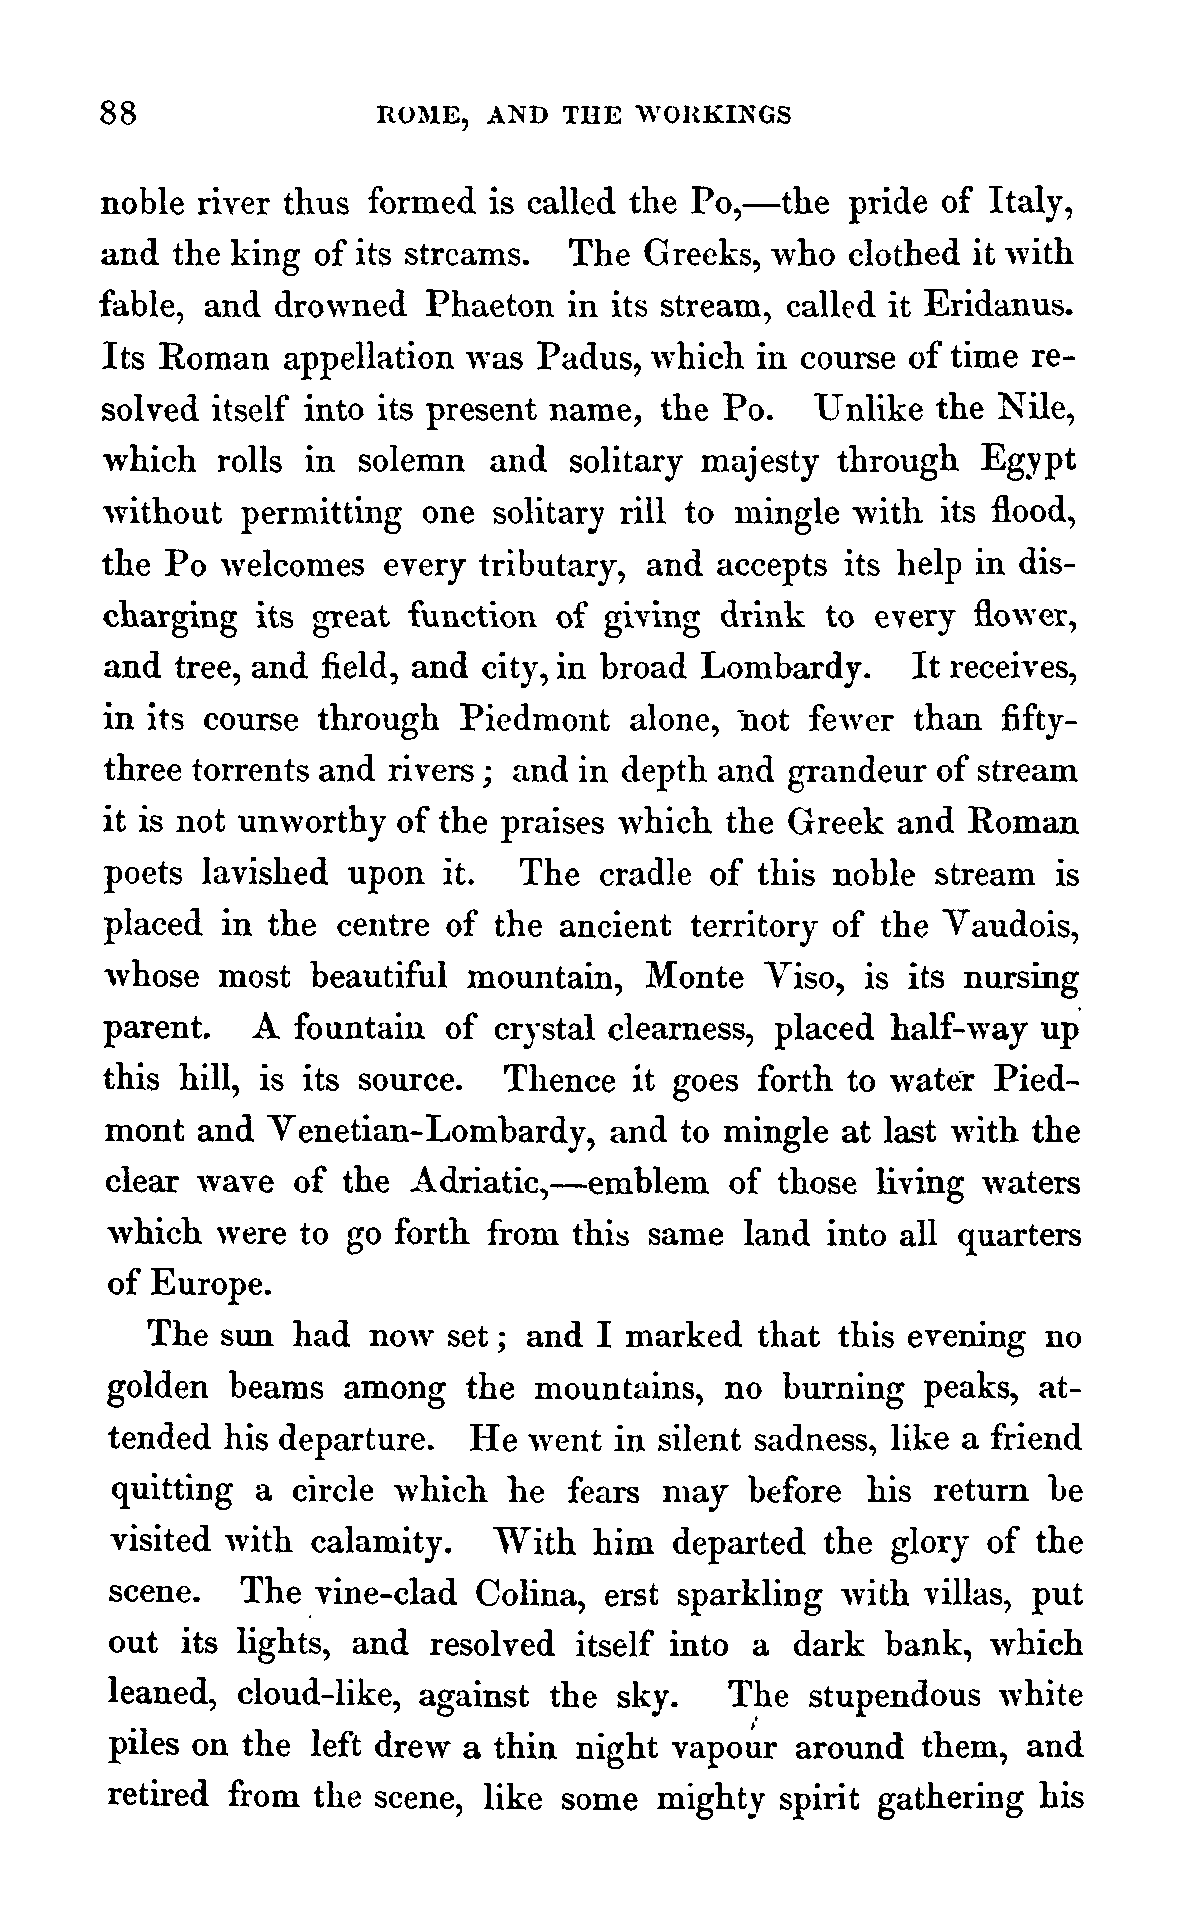 88 ROME, AND THE WORKINGS
noble river thus formed is called the Po,—the pride of Italy,
and the king of its streams. The Greeks, who clothed it with
fable, and drowned Phaeton in its stream, called it Eridanus.
Its Roman appellation was Padus, which in course of time re-
solved itself into its present name, the Po. Unlike the Nile,
which rolls in solemn and solitary majesty through Egypt
without permitting one solitary rill to mingle with its flood,
the Po welcomes every tributary, and accepts its help in dis-
charging its great function of giving drink to every flower,
and tree, and field, and city, in broad Lombardy. It receives,
in its course through Piedmont alone, not fewer than fifty-
three torrents and rivers; and in depth and grandeur of stream
it is not unworthy of the praises which the Greek and Roman
poets lavished upon it. The cradle of this noble stream is
placed in the centre of the ancient territory of the Vaudois,
whose most beautiful mountain, Monte Viso, is its nursing
parent. A fountain of crystal clearness, placed half-way up
this hill, is its source. Thence it goes forth to water Pied-
mont and Venetian-Lombardy, and to mingle at last with the
clear wave of the Adriatic,—emblem of those living waters
which were to go forth from this same land into all quarters
of Europe.
The sun had now set; and I marked that this evening no
golden beams among the mountains, no burning peaks, at-
tended his departure. He went in silent sadness, like a friend
quitting a circle which he fears may before his return be
visited with calamity. With him departed the glory of the
scene. The vine-clad Colina, erst sparkling with villas, put
out its lights, and resolved itself into a dark bank, which
leaned, cloud-like, against the sky. The stupendous white
piles on the left drew a thin night vapour around them, and
retired from the scene, like some mighty spirit gathering his